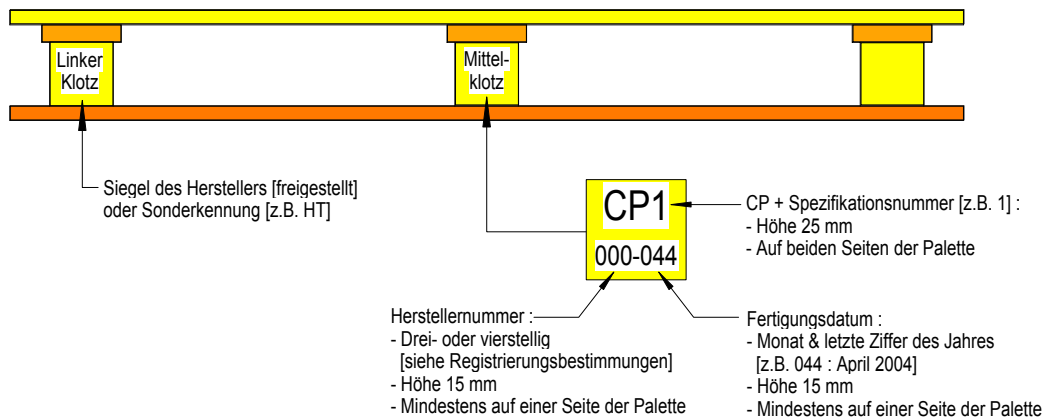 Linker
Klotz
Mittel-
klotz
Siegel des Herstellers [freigestellt]
oder Sonderkennung [z.B. HT]
CP1
000-044
CP + Spezifikationsnummer [z.B. 1] :
- Höhe 25 mm
- Auf beiden Seiten der Palette
Herstellernummer :
- Drei- oder vierstellig
[siehe Registrierungsbestimmungen]
- Höhe 15 mm
- Mindestens auf einer Seite der Palette
Fertigungsdatum :
- Monat & letzte Ziffer des Jahres
[z.B. 044 : April 2004]
- Höhe 15 mm
- Mindestens auf einer Seite der Palette